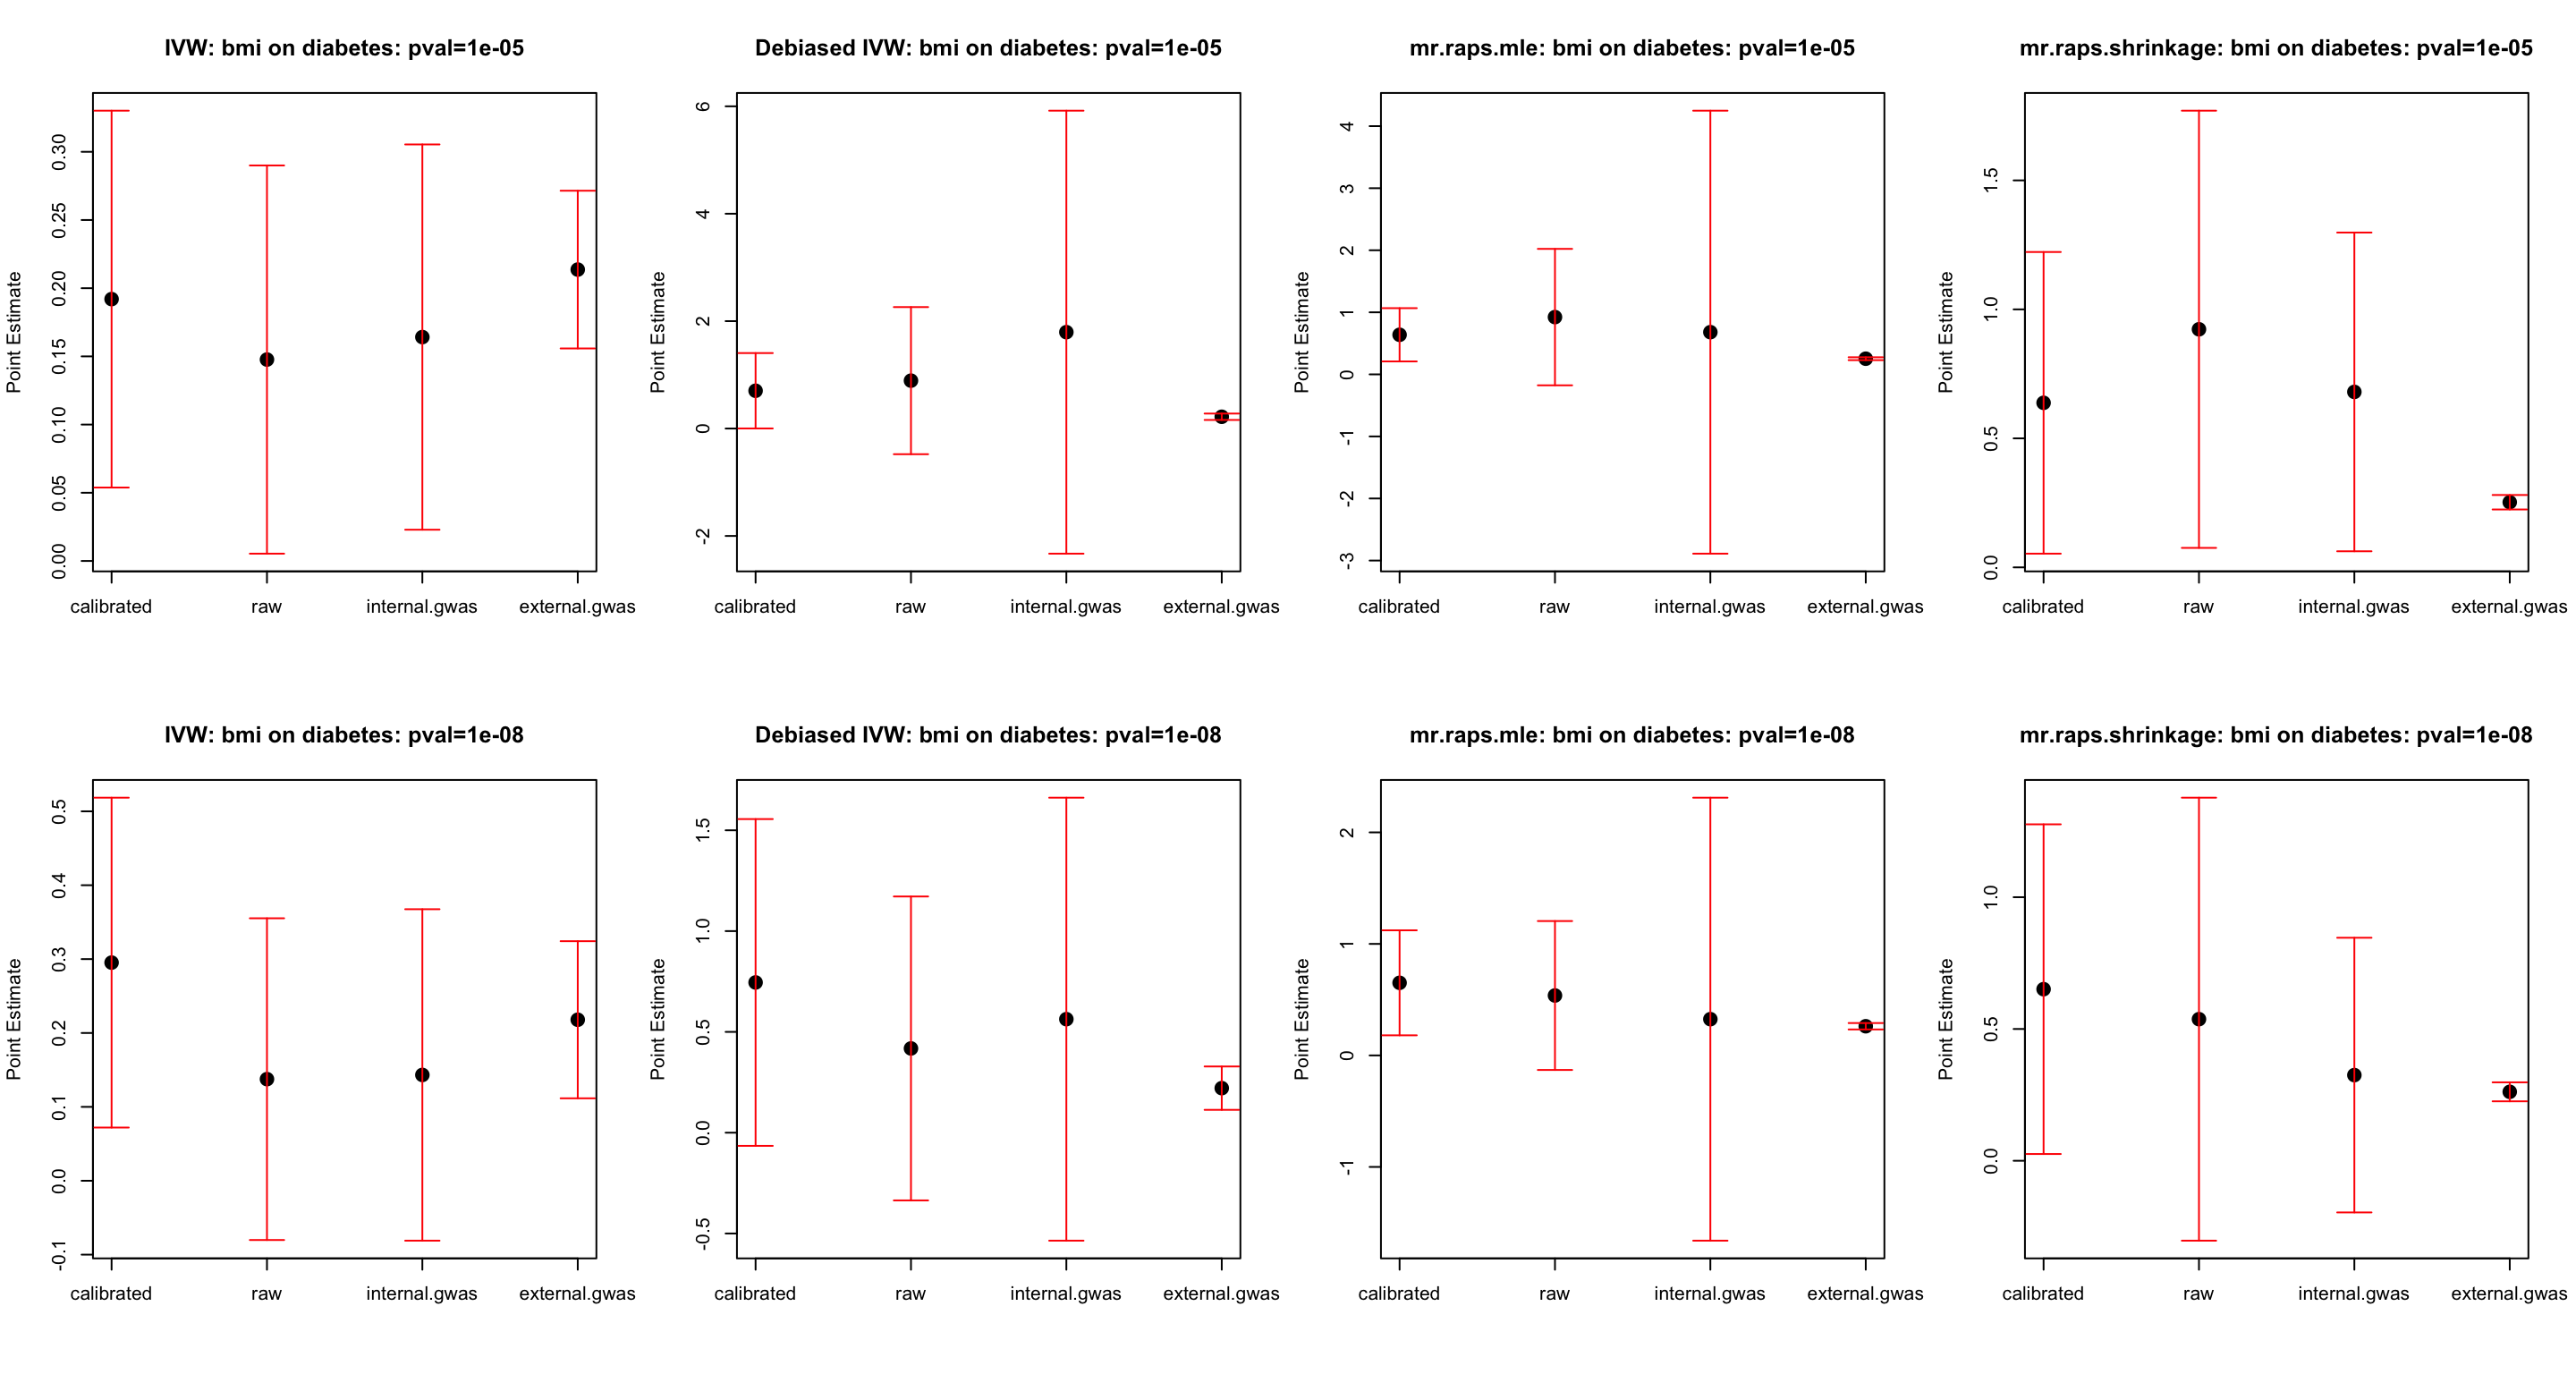 IVW: bmi on diabetes: pval=1e-05
Point Estimate
0.30
0.25
0.20
0.15
0.10
0.05
0.00
calibrated raw internal.gwas external.gwas
Debiased IVW: bmi on diabetes: pval=1e-05
Point Estimate
6
4
2
0
-2
calibrated raw internal.gwas external.gwas
mr.raps.mle: bmi on diabetes: pval=1e-05
Point Estimate
4
3
2
1
0
-1
-2
-3
calibrated raw internal.gwas external.gwas
mr.raps.shrinkage: bmi on diabetes: pval=1e-05
Point Estimate
1.5
1.0
0.5
0.0
calibrated raw internal.gwas external.gwas
IVW: bmi on diabetes: pval=1e-08
Point Estimate
0.5
0.4
0.3
0.2
0.1
0.0
-0.1
calibrated raw internal.gwas external.gwas
Debiased IVW: bmi on diabetes: pval=1e-08
Point Estimate
1.5
1.0
0.5
0.0
-0.5
calibrated raw internal.gwas external.gwas
mr.raps.mle: bmi on diabetes: pval=1e-08
Point Estimate
2
1
0
-1
calibrated raw internal.gwas external.gwas
mr.raps.shrinkage: bmi on diabetes: pval=1e-08
Point Estimate
1.0
0.5
0.0
calibrated raw internal.gwas external.gwas